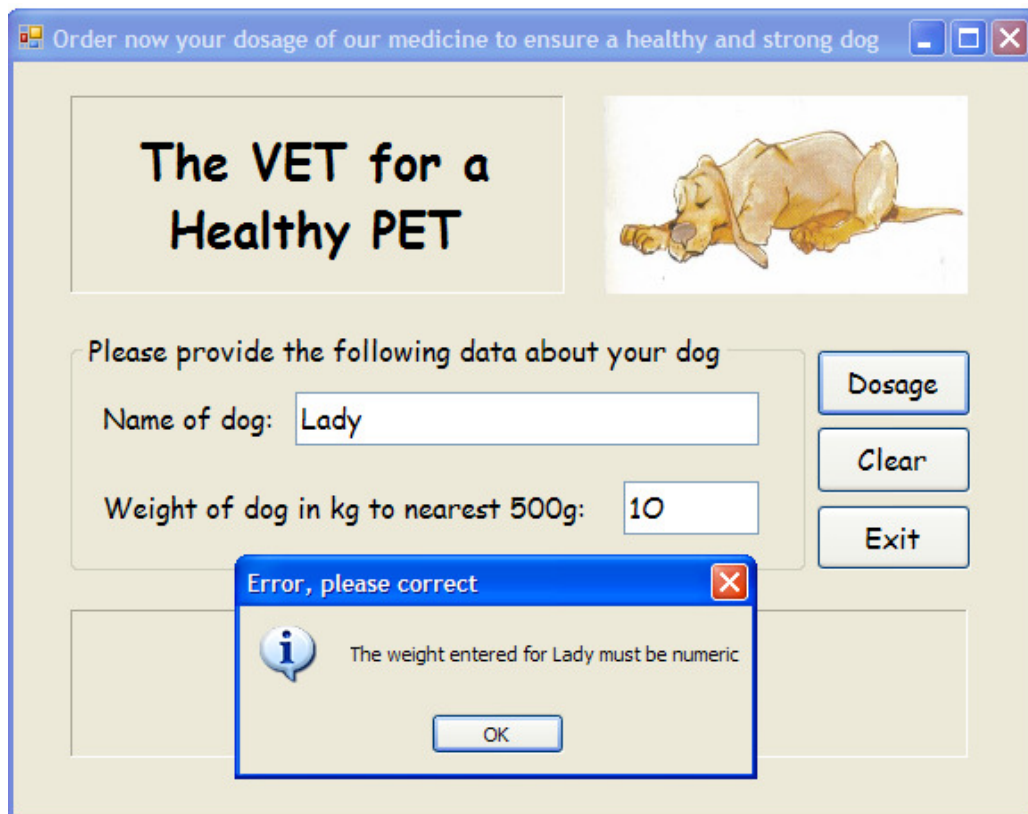 Order now your dosage of our medicine to ensure a healthy and strong dog
The VET for a
Healthy PET
Please provide the following data about your dog
Name of dog: Lady
Weight of dog in kg to nearest 500g: 1O
Dosage
Clear
Exit
Error, please correct
The weight entered for Lady must be numeric
OK